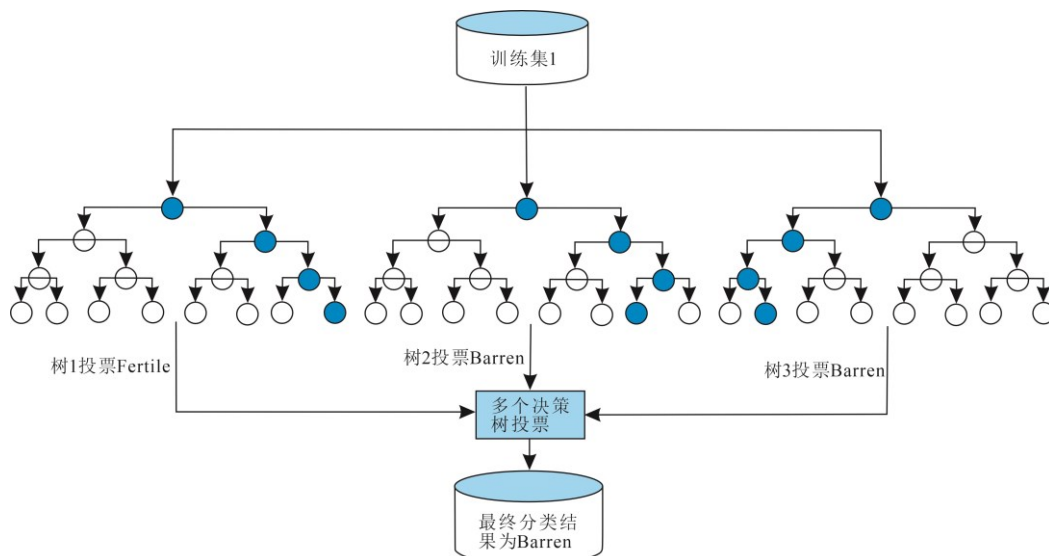 训练集1
树1投票Fertile
树2投票Barren
树3投票Barren
多个决策
树投票
最终分类结
果为Barren